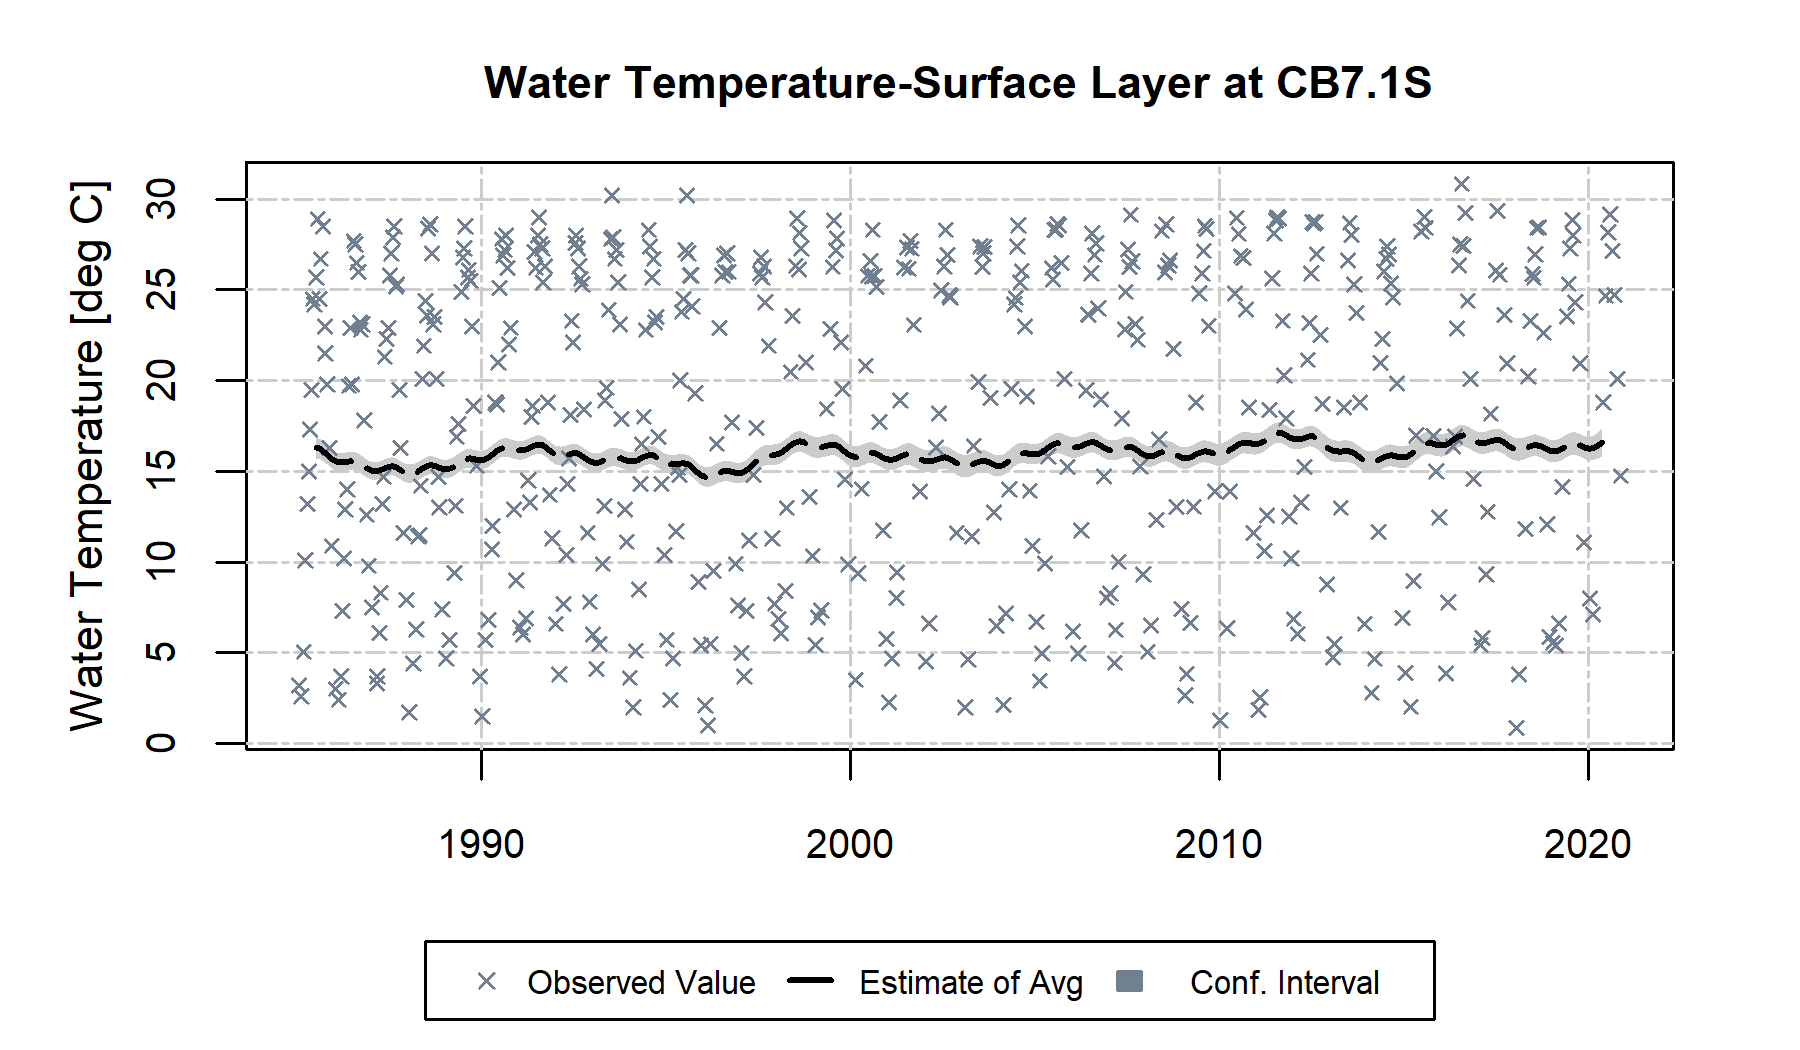 Water Temperature-Surface Layer at CB7.1S
Water Temperature [deg C]
30
25
20
15
10
5
0
1990 2000 2010 2020
Observed Value Estimate of Avg Conf. Interval